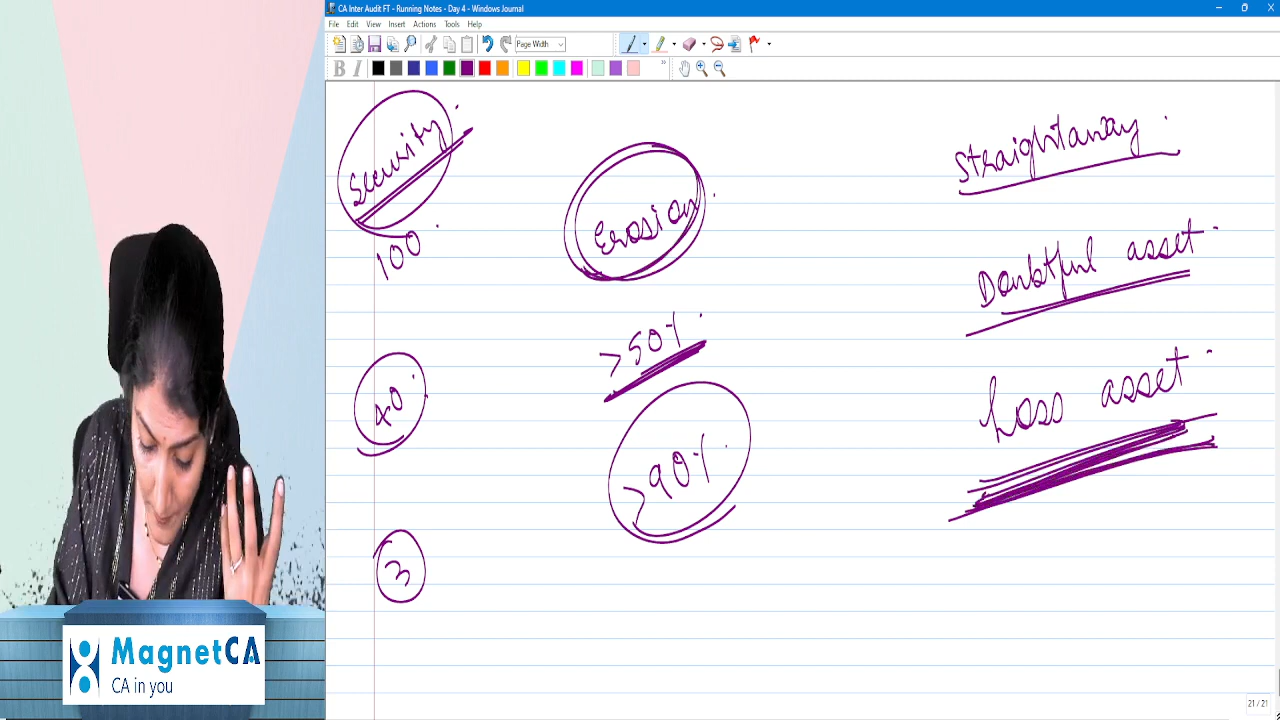 CA Inter Audit FT - Running Notes - Day 4 - Windows Journal
File Edit View Insert Actions Tools Help
Page Width
B I
Security.
100.
40.
3
Erosion.
>50%.
>90%.
Straightaway.
Doubtful asset.
Loss asset.
MagnetCA
CA in you
21 / 21